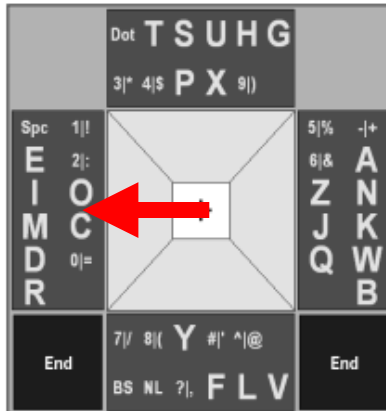 Dot T S U H G
3|* 4|$ P X 9|)
Spc 1|!
E 2|:
I O
M C
D 0|=
R
5|% -|+
6|& A
Z N
J K
Q W
B
7|/ 8|( Y #|' ^|@
BS NL ?|, F L V
End
End